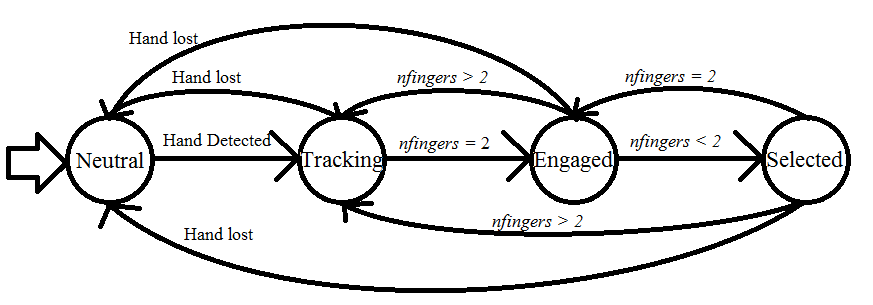 Hand lost
Hand lost
nfingers > 2
nfingers = 2
Neutral
Hand Detected
Tracking
nfingers = 2
Engaged
nfingers < 2
Selected
nfingers > 2
Hand lost